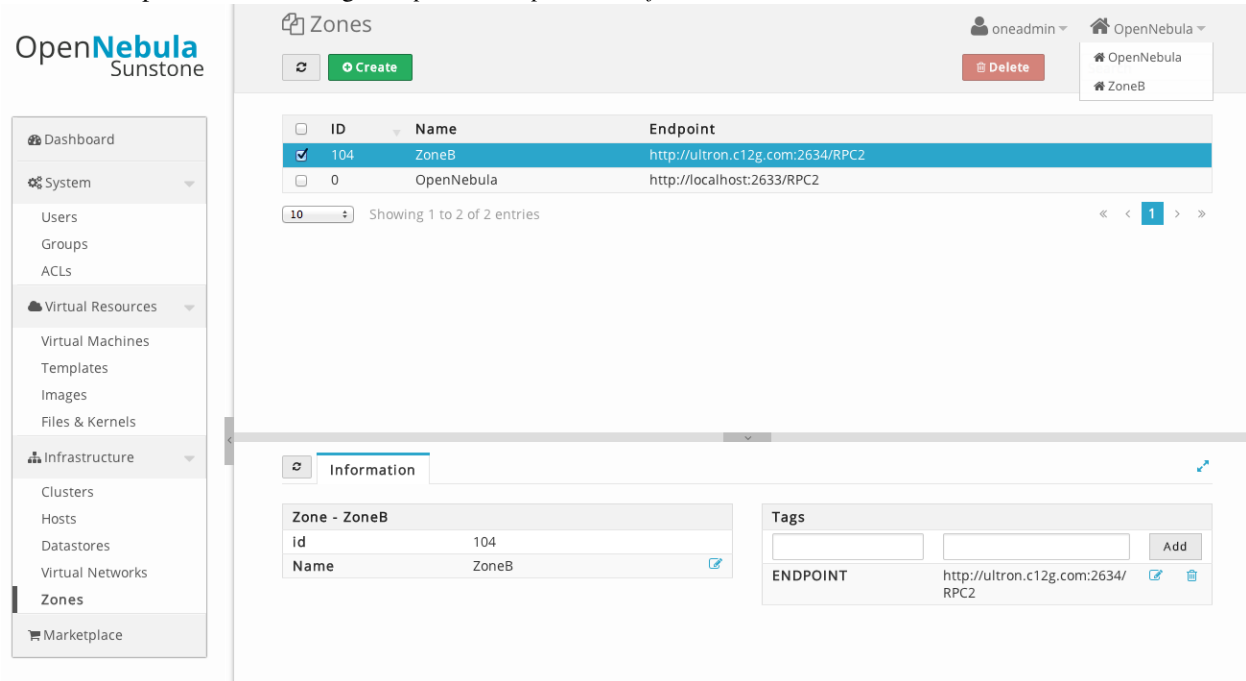 Zones
oneadmin
OpenNebula
OpenNebula
Sunstone
Create
Delete
OpenNebula
ZoneB
Dashboard
System
Users
Groups
ACLs
Virtual Resources
Virtual Machines
Templates
Images
Files & Kernels
Infrastructure
Clusters
Hosts
Datastores
Virtual Networks
Zones
Marketplace
ID Name Endpoint
104 ZoneB http://ultron.c12g.com:2634/RPC2
0 OpenNebula http://localhost:2633/RPC2
10 Showing 1 to 2 of 2 entries
« < 1 > »
Information
Zone - ZoneB
id 104
Name ZoneB
Tags
Add
ENDPOINT http://ultron.c12g.com:2634/
RPC2